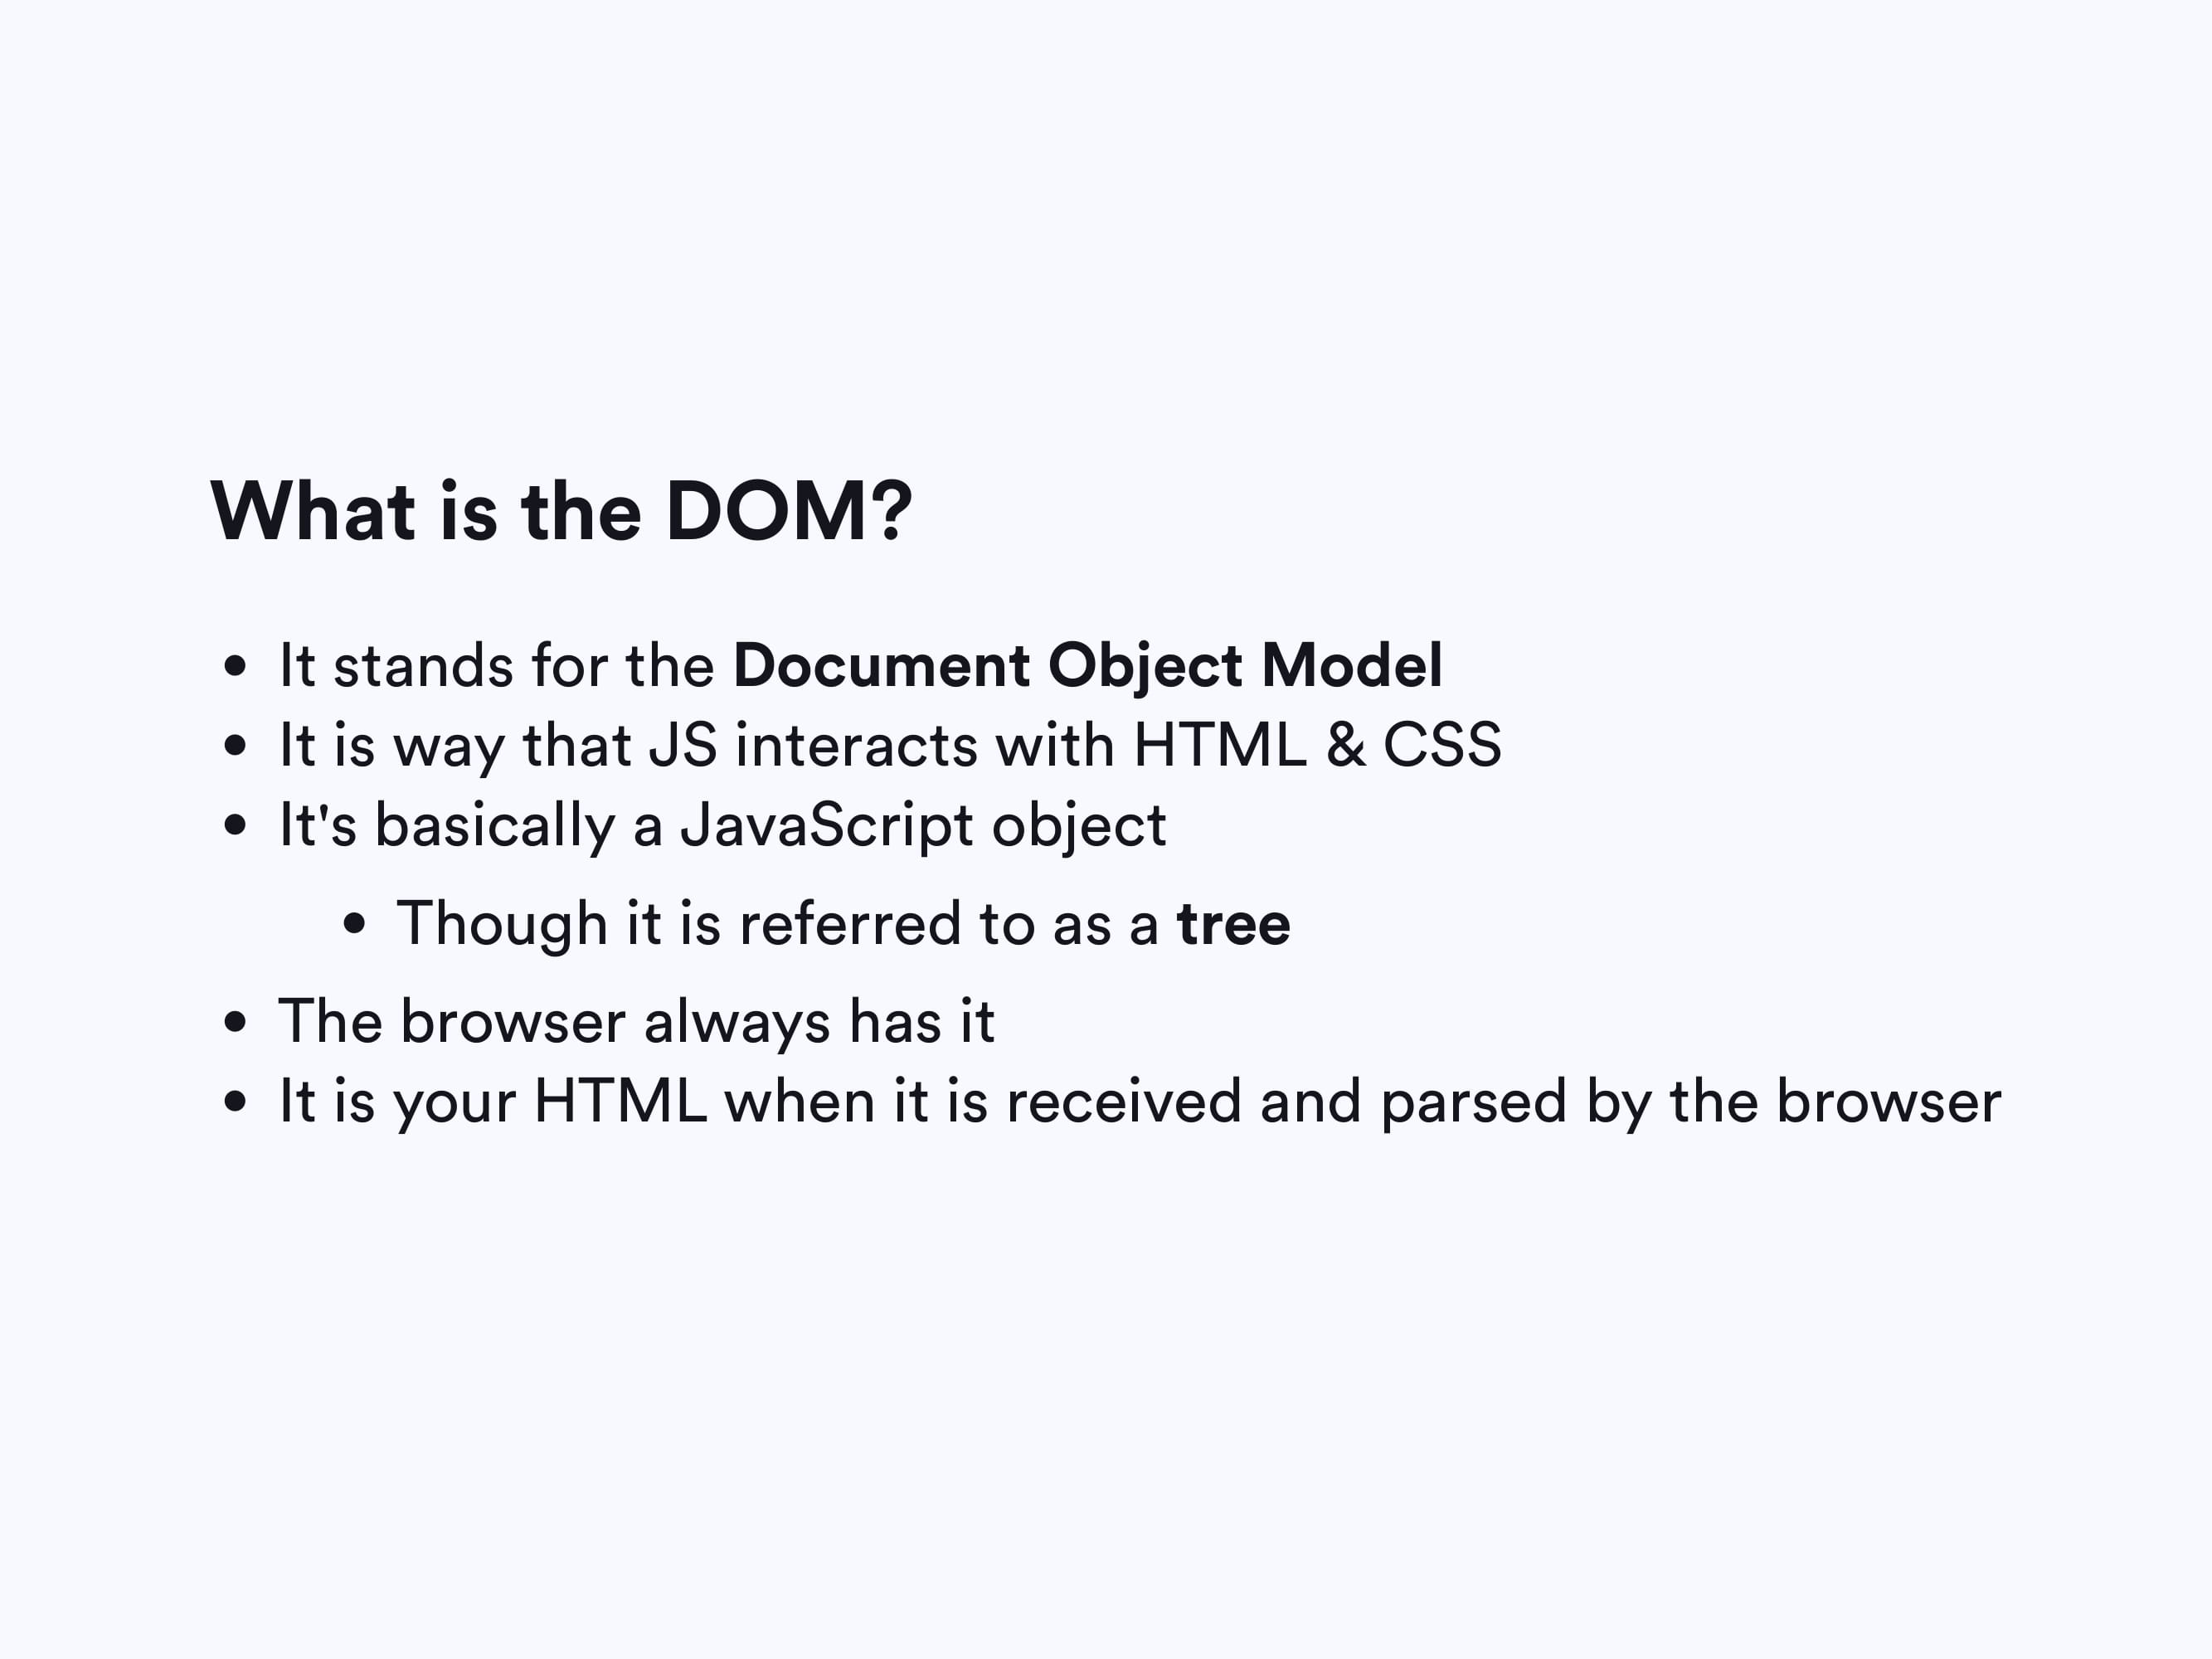 What is the DOM?
• It stands for the Document Object Model
• It is way that JS interacts with HTML & CSS
• It's basically a JavaScript object
• Though it is referred to as a tree
• The browser always has it
• It is your HTML when it is received and parsed by the browser